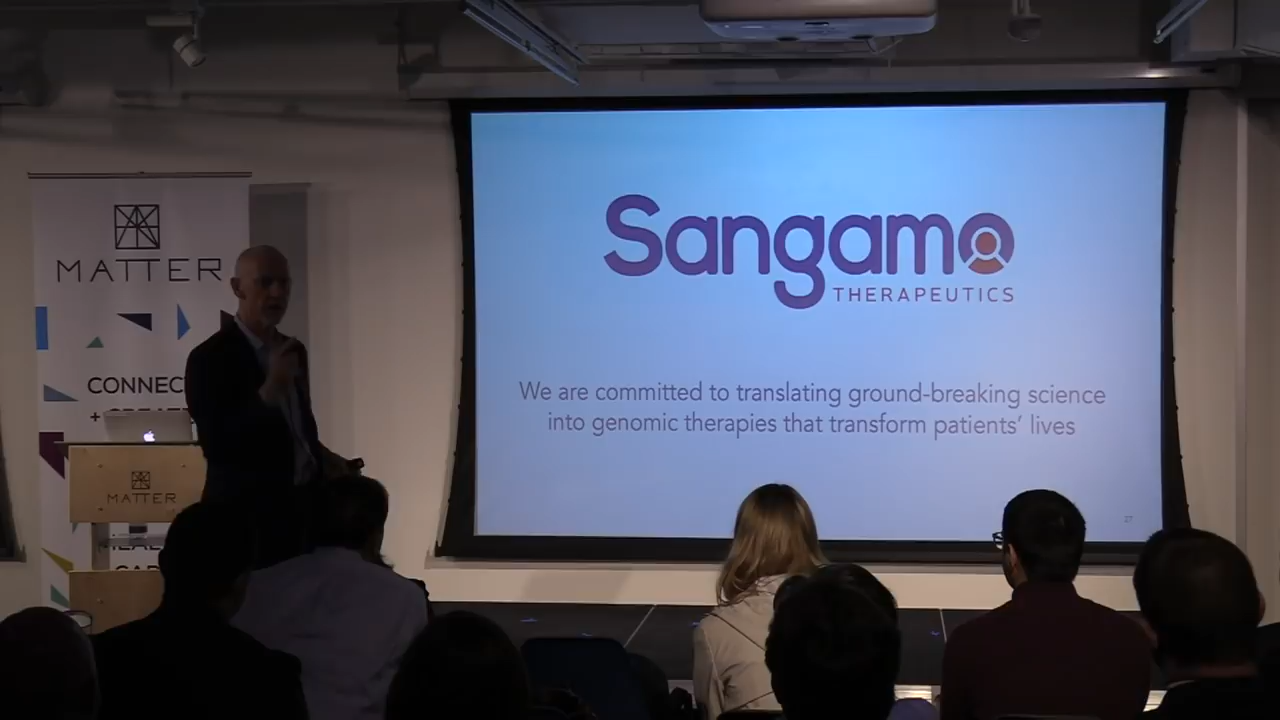 MATTER
CONNEC
+
MATTER
Sangamo
THERAPEUTICS
We are committed to translating ground-breaking science
into genomic therapies that transform patients' lives
27